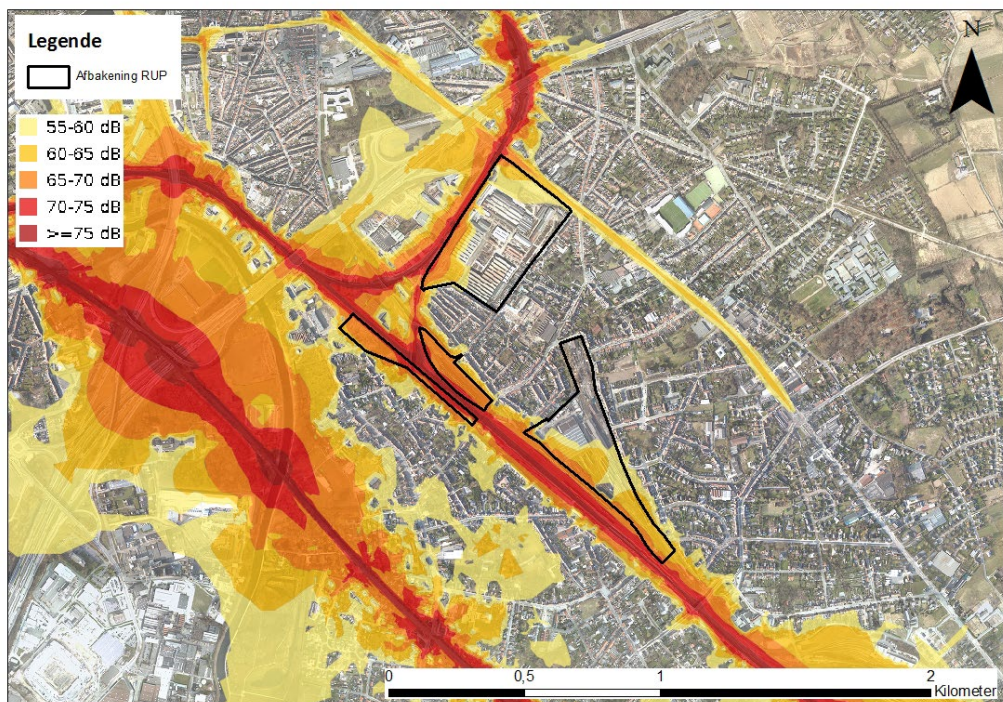 Legende
Afbakening RUP
55-60 dB
60-65 dB
65-70 dB
70-75 dB
>=75 dB
N
0 0,5 1 2
Kilometer